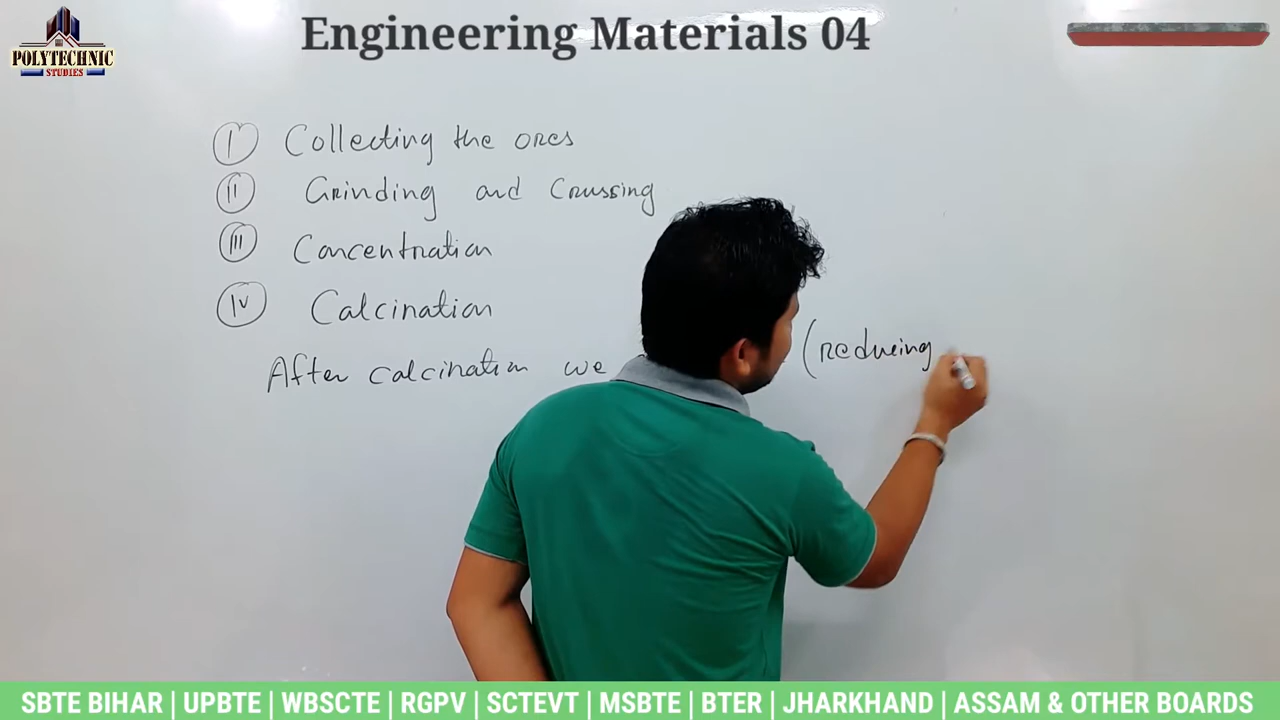 Engineering Materials 04
POLYTECHNIC
STUDIES
I Collecting the ores
II Grinding and Crussing
III Concentration
IV Calcination
After calcination we (reducing
SBTE BIHAR | UPBTE | WBSCTE | RGPV | SCTEVT | MSBTE | BTER | JHARKHAND | ASSAM & OTHER BOARDS